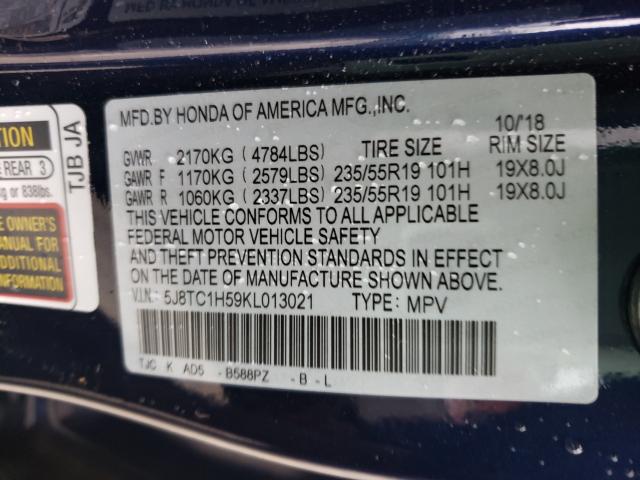 MFD.BY HONDA OF AMERICA MFG.,INC. 10/'18
GVWR 2170KG (4784LBS) TIRE SIZE RIM SIZE
GAWR F 1170KG (2579LBS) 235/55R19 101H 19X8.0J
GAWR R 1060KG (2337LBS) 235/55R19 101H 19X8.0J
THIS VEHICLE CONFORMS TO ALL APPLICABLE
FEDERAL MOTOR VEHICLE SAFETY
AND THEFT PREVENTION STANDARDS IN EFFECT
ON THE DATE OF MANUFACTURE SHOWN ABOVE.
V.I.N.: 5J8TC1H59KL013021 TYPE: MPV
TJC K AD5 -B588PZ -B-L
TION
REAR 3
or 838lbs.
OWNER'S
MANUAL FOR
ADDITIONAL
INFORMATION
TJB JA